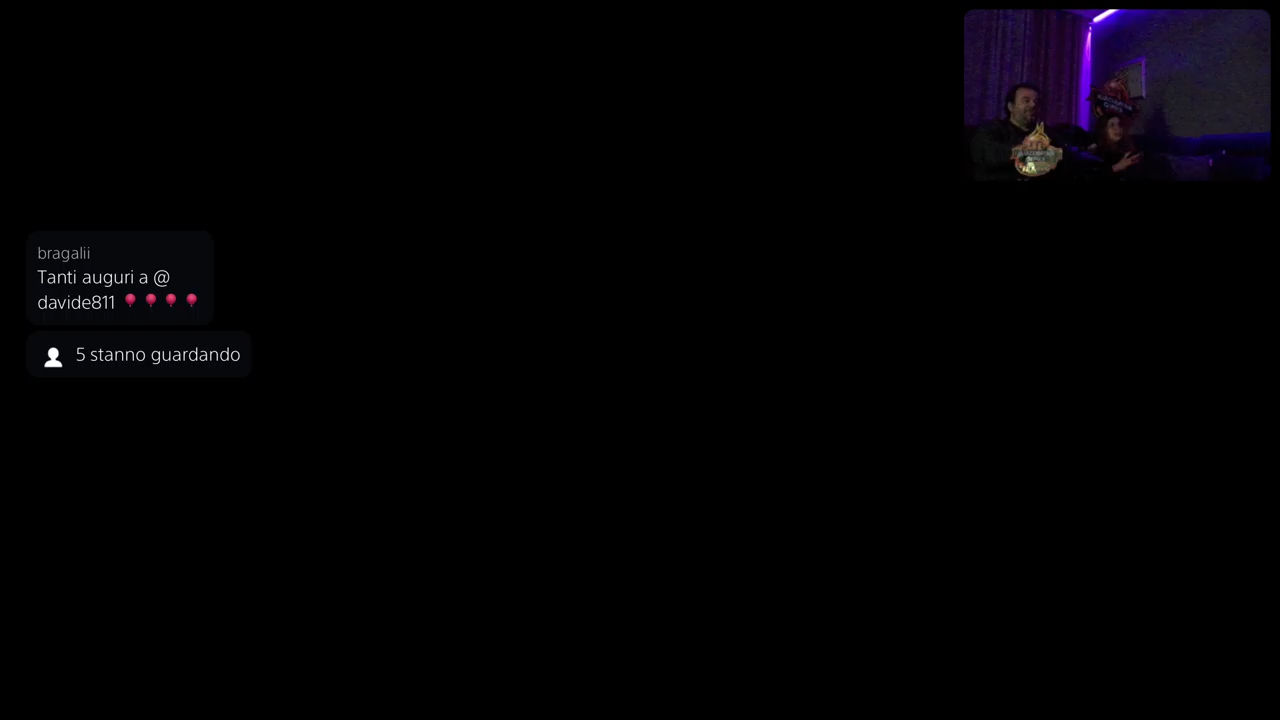 bragalii
Tanti auguri a @
davide811 🎈🎈🎈🎈
5 stanno guardando